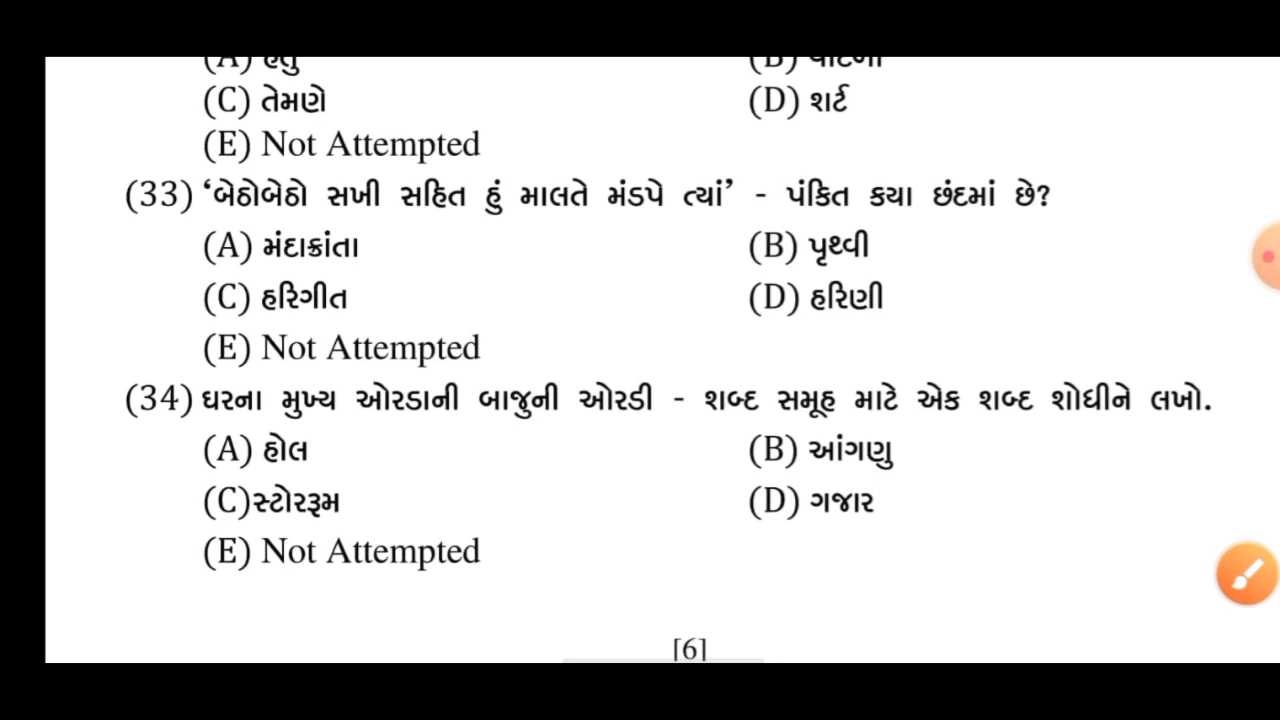 (C) તેમણે (D) શર્ટ
(E) Not Attempted
(33) ‘બેઠોબેઠો સખી સહિત હું માલતે મંડપે ત્યાં’ - પંકિત કયા છંદમાં છે?
(A) મંદાક્રાંતા (B) પૃથ્વી
(C) હરિગીત (D) હરિણી
(E) Not Attempted
(34) ઘરના મુખ્ય ઓરડાની બાજુની ઓરડી - શબ્દ સમૂહ માટે એક શબ્દ શોધીને લખો.
(A) હોલ (B) આંગણુ
(C)સ્ટોરરૂમ (D) ગજાર
(E) Not Attempted
[6]